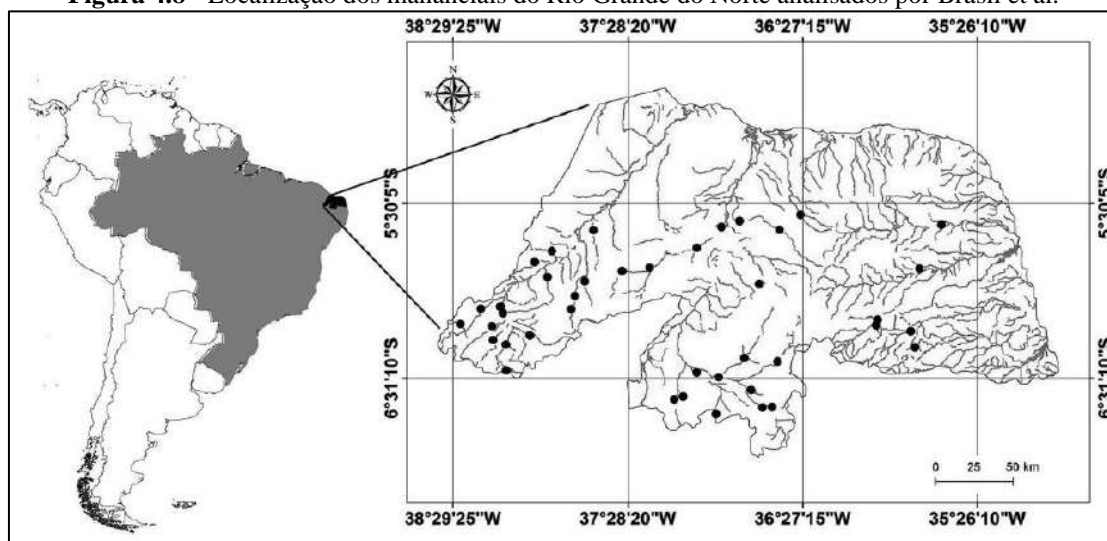 Figura 4.8 - Localização dos mananciais do Rio Grande do Norte analisados por Brasil et al.
38°29'25"W 37°28'20"W 36°27'15"W 35°26'10"W
N
W E
S
5°30'5"S 5°30'5"S
6°31'10"S 6°31'10"S
0 25 50 km
38°29'25"W 37°28'20"W 36°27'15"W 35°26'10"W